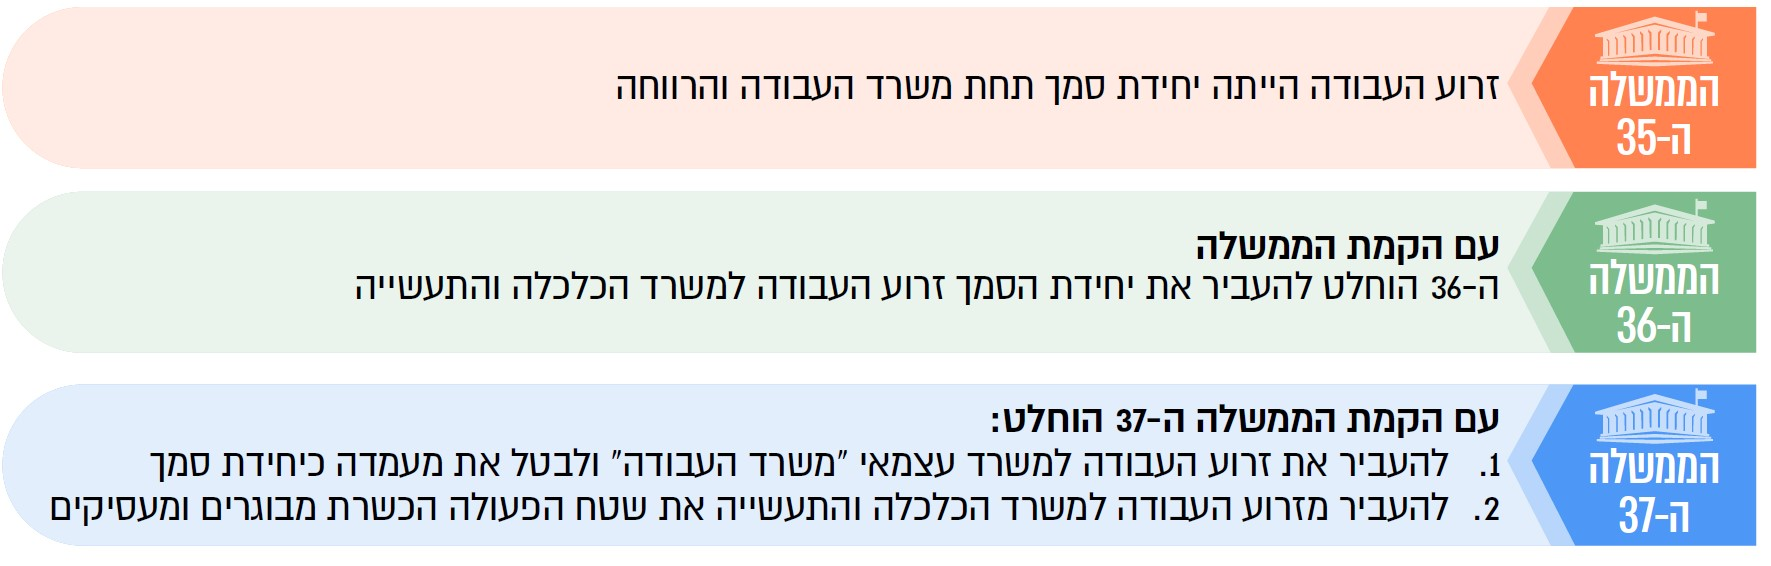 הממשלה
ה-35
זרוע העבודה הייתה יחידת סמך תחת משרד העבודה והרווחה
הממשלה
ה-36
עם הקמת הממשלה
ה-36 הוחלט להעביר את יחידת הסמך זרוע העבודה למשרד הכלכלה והתעשייה
הממשלה
ה-37
עם הקמת הממשלה ה-37 הוחלט:
1. להעביר את זרוע העבודה למשרד עצמאי "משרד העבודה" ולבטל את מעמדה כיחידת סמך
2. להעביר מזרוע העבודה למשרד הכלכלה והתעשייה את שטח הפעולה הכשרת מבוגרים ומעסיקים